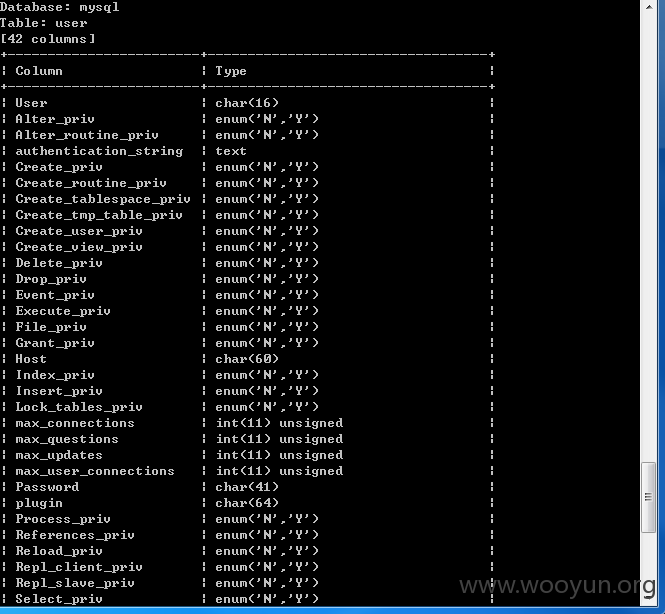 Database: mysql
Table: user
[42 columns]
+------------------------+-----------------------------------+
¦ Column ¦ Type ¦
+------------------------+-----------------------------------+
¦ User ¦ char(16) ¦
¦ Alter_priv ¦ enum('N','Y') ¦
¦ Alter_routine_priv ¦ enum('N','Y') ¦
¦ authentication_string ¦ text ¦
¦ Create_priv ¦ enum('N','Y') ¦
¦ Create_routine_priv ¦ enum('N','Y') ¦
¦ Create_tablespace_priv ¦ enum('N','Y') ¦
¦ Create_tmp_table_priv ¦ enum('N','Y') ¦
¦ Create_user_priv ¦ enum('N','Y') ¦
¦ Create_view_priv ¦ enum('N','Y') ¦
¦ Delete_priv ¦ enum('N','Y') ¦
¦ Drop_priv ¦ enum('N','Y') ¦
¦ Event_priv ¦ enum('N','Y') ¦
¦ Execute_priv ¦ enum('N','Y') ¦
¦ File_priv ¦ enum('N','Y') ¦
¦ Grant_priv ¦ enum('N','Y') ¦
¦ Host ¦ char(60) ¦
¦ Index_priv ¦ enum('N','Y') ¦
¦ Insert_priv ¦ enum('N','Y') ¦
¦ Lock_tables_priv ¦ enum('N','Y') ¦
¦ max_connections ¦ int(11) unsigned ¦
¦ max_questions ¦ int(11) unsigned ¦
¦ max_updates ¦ int(11) unsigned ¦
¦ max_user_connections ¦ int(11) unsigned ¦
¦ Password ¦ char(41) ¦
¦ plugin ¦ char(64) ¦
¦ Process_priv ¦ enum('N','Y') ¦
¦ References_priv ¦ enum('N','Y') ¦
¦ Reload_priv ¦ enum('N','Y') ¦
¦ Repl_client_priv ¦ enum('N','Y') ¦
¦ Repl_slave_priv ¦ enum('N','Y') ¦
¦ Select_priv ¦ enum('N','Y') ¦
www.wooyun.org